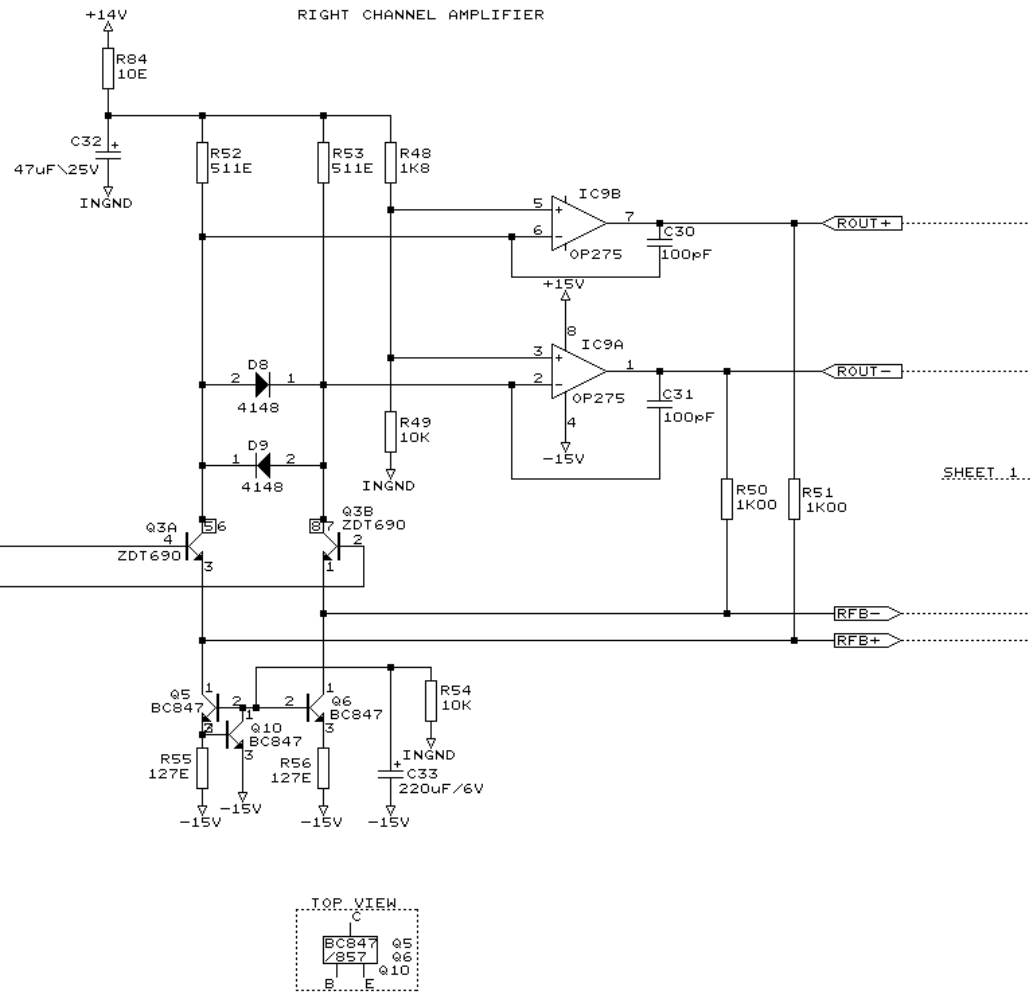 +14V
RIGHT CHANNEL AMPLIFIER
R84
10E
C32
+
47uF\25V
INGND
R52
511E
R53
511E
R48
1K8
IC9B
5
+
6
-
7
OP275
C30
100pF
ROUT+
+15V
8
IC9A
3
+
2
-
1
OP275
4
-15V
C31
100pF
ROUT-
D8
2
1
4148
D9
1
2
4148
R49
10K
INGND
R50
1K00
R51
1K00
SHEET 1
Q3A
4
ZDT690
5
6
3
Q3B
ZDT690
8
7
2
1
RFB-
RFB+
Q5
BC847
1
2
3
Q10
BC847
1
2
3
Q6
BC847
1
2
3
R54
10K
INGND
R55
127E
-15V
-15V
R56
127E
-15V
+
C33
220uF/6V
-15V
TOP VIEW
C
BC847
/857
Q5
Q6
Q10
B
E